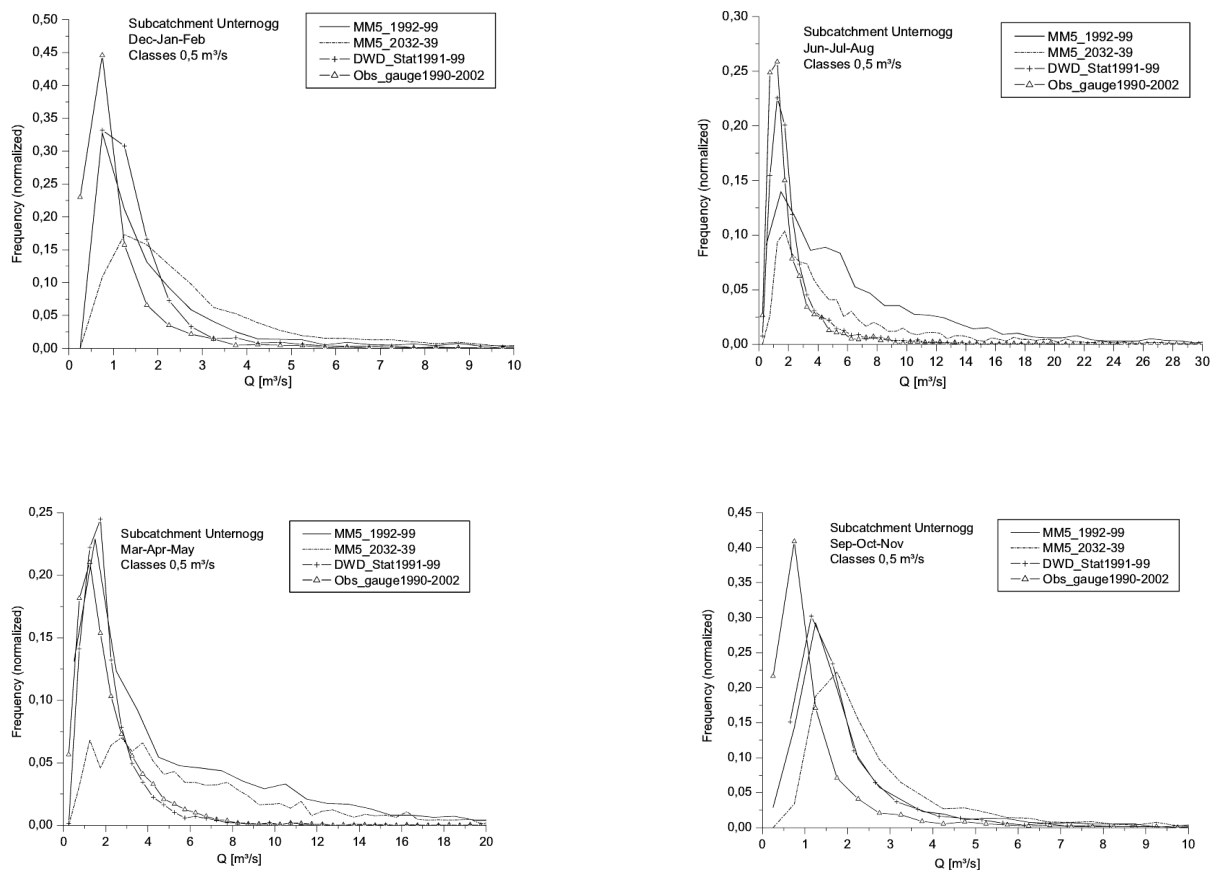 Subcatchment Unternogg
Dec-Jan-Feb
Classes 0,5 m³/s
MM5_1992-99
MM5_2032-39
DWD_Stat1991-99
Obs_gauge1990-2002
Frequency (normalized)
0,50
0,45
0,40
0,35
0,30
0,25
0,20
0,15
0,10
0,05
0,00
0 1 2 3 4 5 6 7 8 9 10
Q [m³/s]
Subcatchment Unternogg
Jun-Jul-Aug
Classes 0,5 m³/s
MM5_1992-99
MM5_2032-39
DWD_Stat1991-99
Obs_gauge1990-2002
Frequency (normalized)
0,30
0,25
0,20
0,15
0,10
0,05
0,00
0 2 4 6 8 10 12 14 16 18 20 22 24 26 28 30
Q [m³/s]
Subcatchment Unternogg
Mar-Apr-May
Classes 0,5 m³/s
MM5_1992-99
MM5_2032-39
DWD_Stat1991-99
Obs_gauge1990-2002
Frequency (normalized)
0,25
0,20
0,15
0,10
0,05
0,00
0 2 4 6 8 10 12 14 16 18 20
Q [m³/s]
Subcatchment Unternogg
Sep-Oct-Nov
Classes 0,5 m³/s
MM5_1992-99
MM5_2032-39
DWD_Stat1991-99
Obs_gauge1990-2002
Frequency (normalized)
0,45
0,40
0,35
0,30
0,25
0,20
0,15
0,10
0,05
0,00
0 1 2 3 4 5 6 7 8 9 10
Q [m³/s]